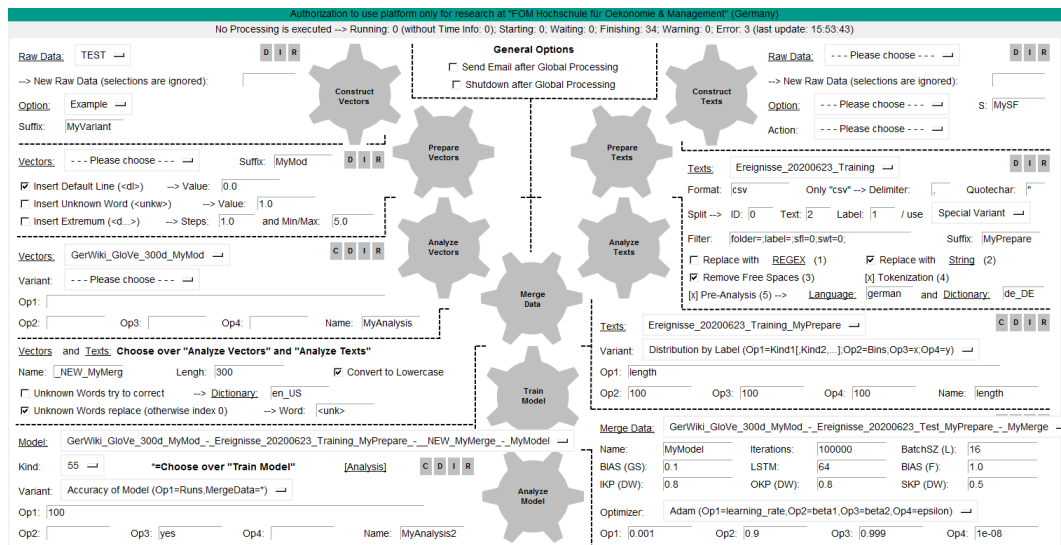 Authorization to use platform only for research at "FOM Hochschule für Oekonomie & Management" (Germany)
No Processing is executed --> Running: 0 (without Time Info: 0); Starting: 0; Waiting: 0; Finishing: 34; Warning: 0; Error: 3 (last update: 15:53:43)
Raw Data: TEST D I R
--> New Raw Data (selections are ignored):
Option: Example
Suffix: MyVariant
Construct Vectors
General Options
Send Email after Global Processing
Shutdown after Global Processing
Construct Texts
Raw Data: - - - Please choose - - - D I R
--> New Raw Data (selections are ignored):
Option: - - - Please choose - - - S: MySF
Action: - - - Please choose - - -
Prepare Vectors
Prepare Texts
Vectors: - - - Please choose - - - Suffix: MyMod D I R
Insert Default Line (<dl>) --> Value: 0.0
Insert Unknown Word (<unkw>) --> Value: 1.0
Insert Extremum (<d...>) --> Steps: 1.0 and Min/Max: 5.0
Texts: Ereignisse_20200623_Training D I R
Format: csv Only "csv" --> Delimiter: , Quotechar: "
Split --> ID: 0 Text: 2 Label: 1 / use Special Variant
Filter: folder=;label=;sfl=0;swt=0; Suffix: MyPrepare
Replace with REGEX (1) Replace with String (2)
Remove Free Spaces (3) [x] Tokenization (4)
[x] Pre-Analysis (5) --> Language: german and Dictionary: de_DE
Analyze Vectors
Analyze Texts
Vectors: GerWiki_GloVe_300d_MyMod C D I R
Variant: - - - Please choose - - -
Op1:
Op2: Op3: Op4: Name: MyAnalysis
Merge Data
Texts: Ereignisse_20200623_Training_MyPrepare C D I R
Variant: Distribution by Label (Op1=Kind1[,Kind2,...];Op2=Bins;Op3=x;Op4=y)
Op1: length
Op2: 100 Op3: 100 Op4: 100 Name: length
Vectors and Texts: Choose over "Analyze Vectors" and "Analyze Texts"
Name: _NEW_MyMerg Lengh: 300 Convert to Lowercase
Unknown Words try to correct --> Dictionary: en_US
Unknown Words replace (otherwise index 0) --> Word: <unk>
Train Model
Model: GerWiki_GloVe_300d_MyMod_-_Ereignisse_20200623_Training_MyPrepare_-__NEW_MyMerge_-_MyModel
Kind: 55 *=Choose over "Train Model" [Analysis] C D I R
Variant: Accuracy of Model (Op1=Runs,MergeData=*)
Op1: 100
Op2: Op3: yes Op4: Name: MyAnalysis2
Analyze Model
Merge Data: GerWiki_GloVe_300d_MyMod_-_Ereignisse_20200623_Test_MyPrepare_-_MyMerge
Name: MyModel Iterations: 100000 BatchSZ (L): 16
BIAS (GS): 0.1 LSTM: 64 BIAS (F): 1.0
IKP (DW): 0.8 OKP (DW): 0.8 SKP (DW): 0.5
Optimizer: Adam (Op1=learning_rate,Op2=beta1,Op3=beta2,Op4=epsilon)
Op1: 0.001 Op2: 0.9 Op3: 0.999 Op4: 1e-08